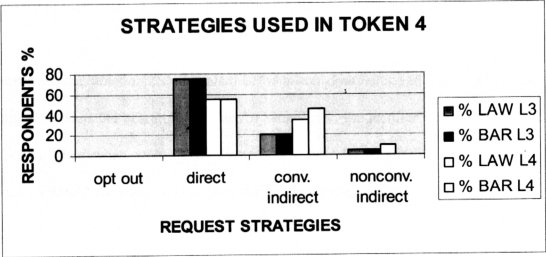 STRATEGIES USED IN TOKEN 4
RESPONDENTS %
80
60
40
20
0
opt out
direct
conv. indirect
nonconv. indirect
REQUEST STRATEGIES
% LAW L3
% BAR L3
% LAW L4
% BAR L4